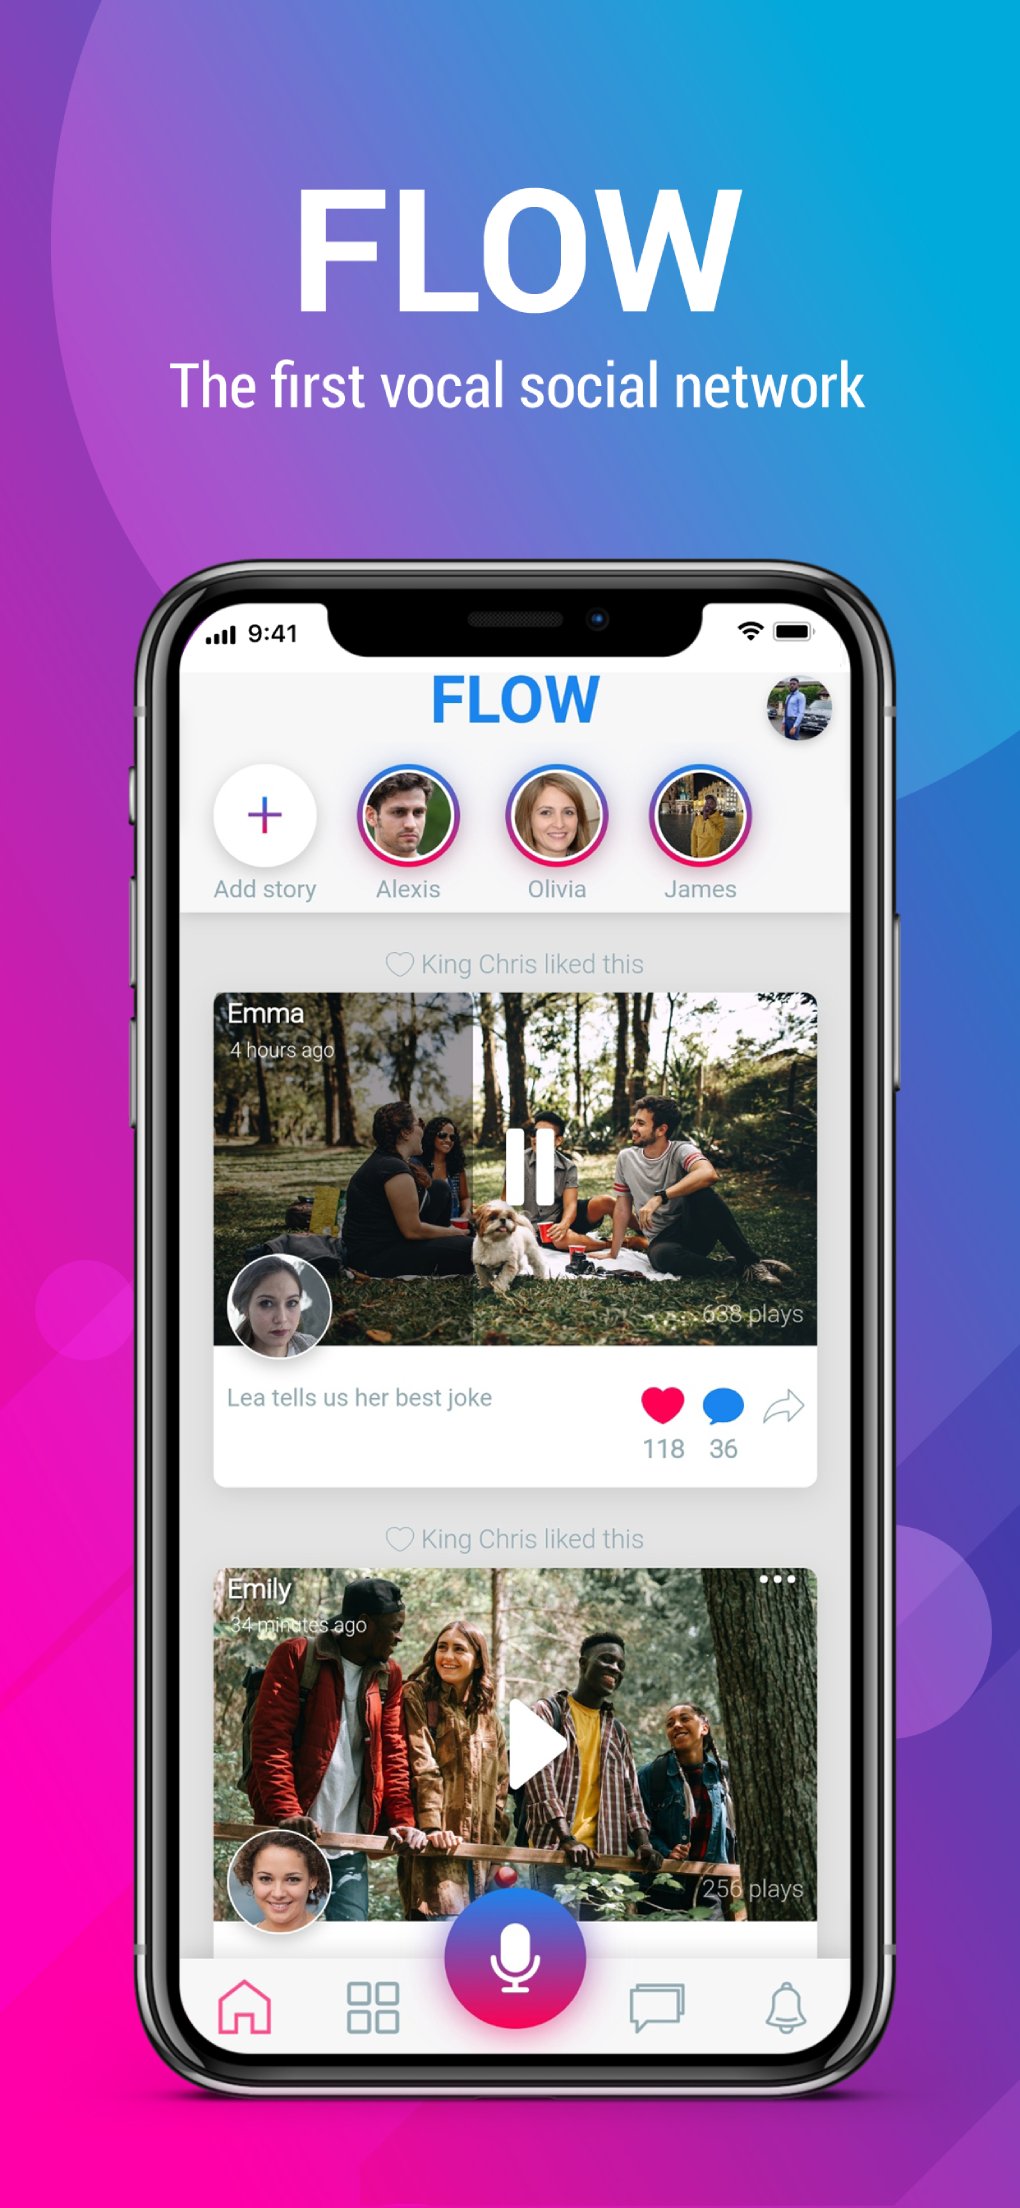 FLOW
The first vocal social network
9:41
FLOW
Add story
Alexis
Olivia
James
King Chris liked this
Emma
4 hours ago
638 plays
Lea tells us her best joke
118
36
King Chris liked this
Emily
34 minutes ago
256 plays